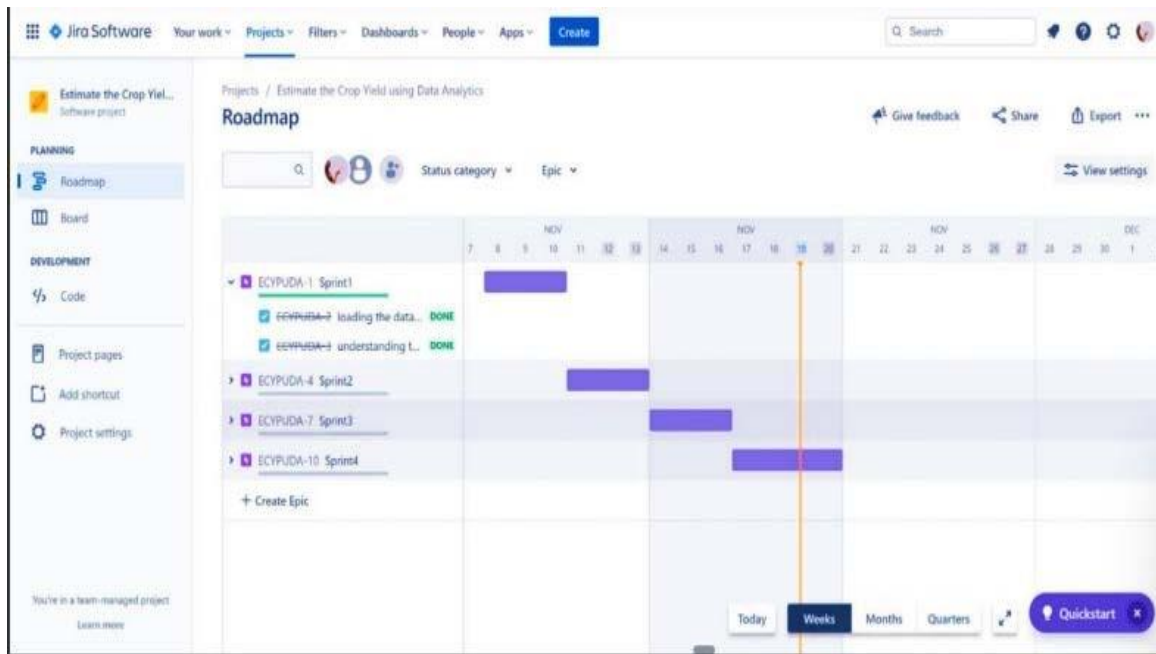 Jira Software Your work Projects Filters Dashboards People Apps Create Search
Estimate the Crop Yiel...
Software project
PLANNING
Roadmap
Board
DEVELOPMENT
Code
Project pages
Add shortcut
Project settings
You're in a team-managed project
Learn more
Projects / Estimate the Crop Yield using Data Analytics
Roadmap
Give feedback Share Export
Status category Epic View settings
NOV NOV NOV DEC
7 8 9 10 11 12 13 14 15 16 17 18 19 20 21 22 23 24 25 26 27 28 29 30 1
ECYPUDA-1 Sprint1
ECYPUDA-2 loading the data... DONE
ECYPUDA-3 understanding t... DONE
ECYPUDA-4 Sprint2
ECYPUDA-7 Sprint3
ECYPUDA-10 Sprint4
+ Create Epic
Today Weeks Months Quarters Quickstart